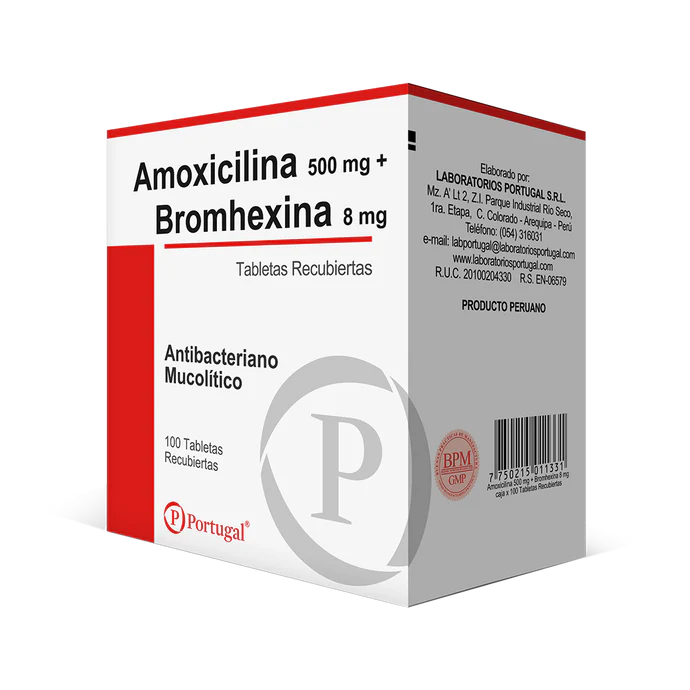 Amoxicilina 500 mg +
Bromhexina 8 mg
Tabletas Recubiertas
Antibacteriano
Mucolítico
100 Tabletas
Recubiertas
P Portugal®
P
Elaborado por:
LABORATORIOS PORTUGAL S.R.L.
Mz. A' Lt 2, Z.I. Parque Industrial Río Seco,
1ra. Etapa, C. Colorado - Arequipa - Perú
Teléfono: (054) 316031
e-mail: labportugal@laboratoriosportugal.com
www.laboratoriosportugal.com
R.U.C. 20100204330 R.S. EN-06579
PRODUCTO PERUANO
BPM
GMP
7 750215 011331
Amoxicilina 500 mg + Bromhexina 8 mg
caja x 100 Tabletas Recubiertas